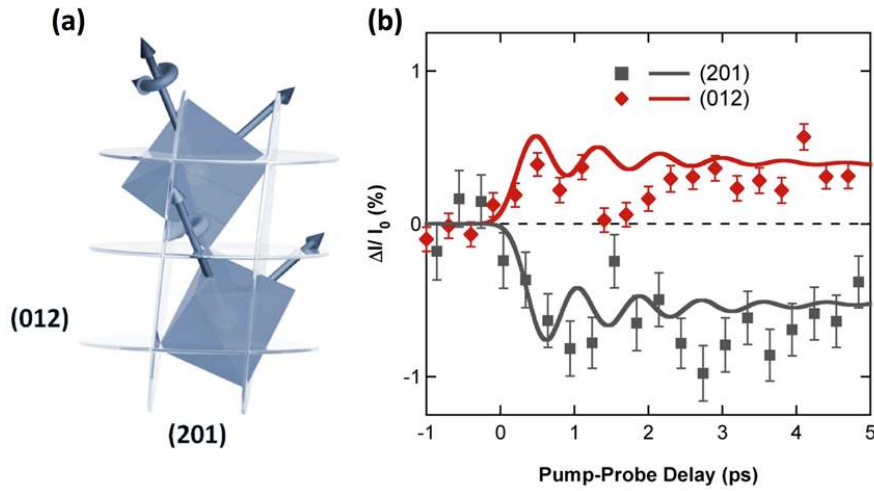 (a)
(012)
(201)
(b)
(201)
(012)
ΔI/ I₀ (%)
1
0
-1
-1 0 1 2 3 4 5
Pump-Probe Delay (ps)